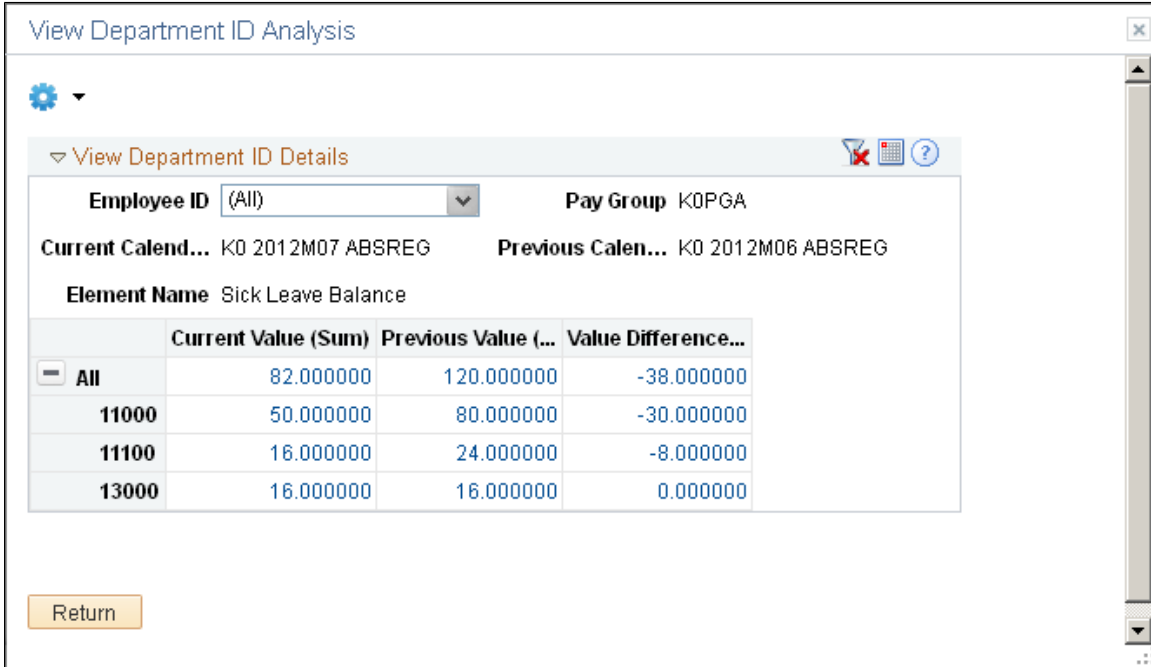 View Department ID Analysis
View Department ID Details
Employee ID (All) Pay Group K0PGA
Current Calend... K0 2012M07 ABSREG Previous Calen... K0 2012M06 ABSREG
Element Name Sick Leave Balance
Current Value (Sum) Previous Value (... Value Difference...
All 82.000000 120.000000 -38.000000
11000 50.000000 80.000000 -30.000000
11100 16.000000 24.000000 -8.000000
13000 16.000000 16.000000 0.000000
Return